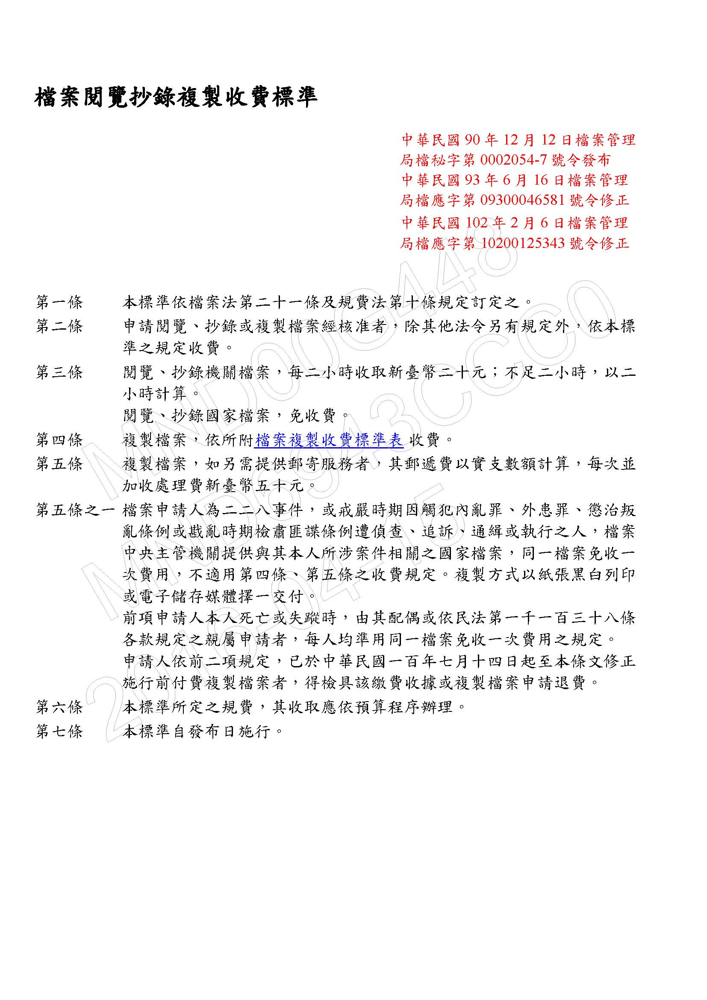 檔案閱覽抄錄複製收費標準
中華民國 90 年 12 月 12 日檔案管理
局檔秘字第 0002054-7 號令發布
中華民國 93 年 6 月 16 日檔案管理
局檔應字第 09300046581 號令修正
中華民國 102 年 2 月 6 日檔案管理
局檔應字第 10200125343 號令修正
第一條 本標準依檔案法第二十一條及規費法第十條規定訂定之。
第二條 申請閱覽、抄錄或複製檔案經核准者，除其他法令另有規定外，依本標
準之規定收費。
第三條 閱覽、抄錄機關檔案，每二小時收取新臺幣二十元；不足二小時，以二
小時計算。
閱覽、抄錄國家檔案，免收費。
第四條 複製檔案，依所附檔案複製收費標準表 收費。
第五條 複製檔案，如另需提供郵寄服務者，其郵遞費以實支數額計算，每次並
加收處理費新臺幣五十元。
第五條之一 檔案申請人為二二八事件，或戒嚴時期因觸犯內亂罪、外患罪、懲治叛
亂條例或戡亂時期檢肅匪諜條例遭偵查、追訴、通緝或執行之人，檔案
中央主管機關提供與其本人所涉案件相關之國家檔案，同一檔案免收一
次費用，不適用第四條、第五條之收費規定。複製方式以紙張黑白列印
或電子儲存媒體擇一交付。
前項申請人本人死亡或失蹤時，由其配偶或依民法第一千一百三十八條
各款規定之親屬申請者，每人均準用同一檔案免收一次費用之規定。
申請人依前二項規定，已於中華民國一百年七月十四日起至本條文修正
施行前付費複製檔案者，得檢具該繳費收據或複製檔案申請退費。
第六條 本標準所定之規費，其收取應依預算程序辦理。
第七條 本標準自發布日施行。
MND00G448
MND6943CCC0
2016-04-15